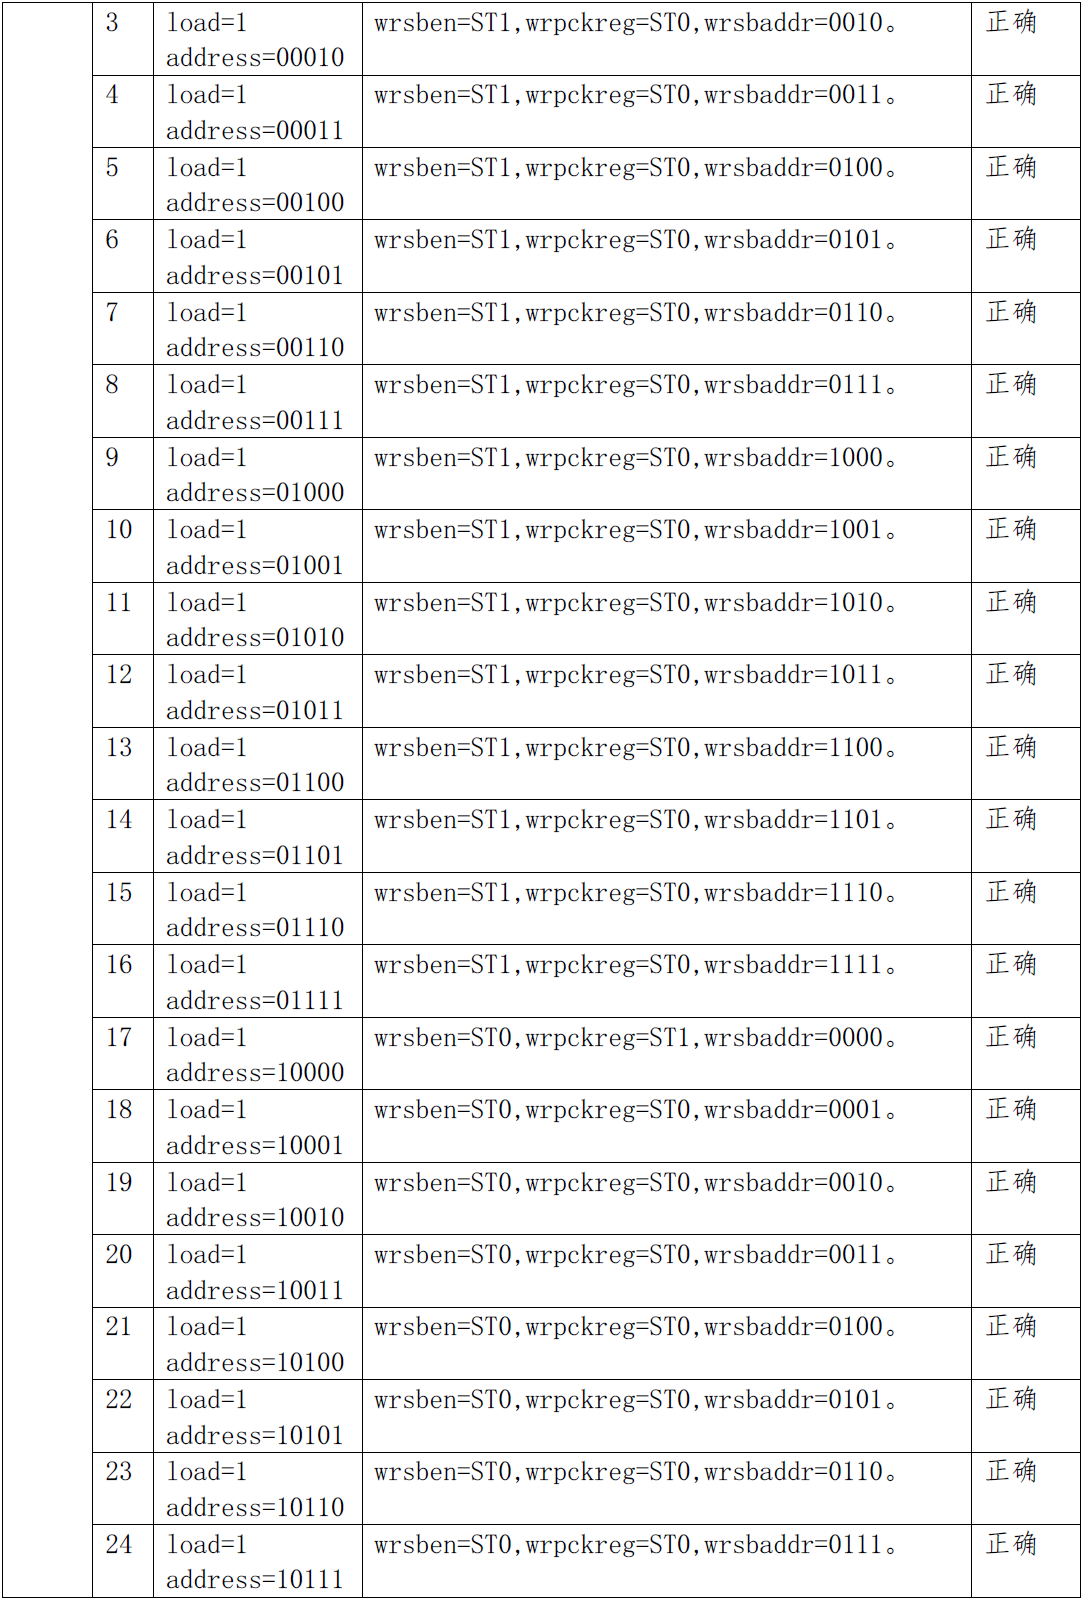 3 load=1 wrsben=ST1,wrpckreg=ST0,wrsbaddr=0010。 正确
address=00010
4 load=1 wrsben=ST1,wrpckreg=ST0,wrsbaddr=0011。 正确
address=00011
5 load=1 wrsben=ST1,wrpckreg=ST0,wrsbaddr=0100。 正确
address=00100
6 load=1 wrsben=ST1,wrpckreg=ST0,wrsbaddr=0101。 正确
address=00101
7 load=1 wrsben=ST1,wrpckreg=ST0,wrsbaddr=0110。 正确
address=00110
8 load=1 wrsben=ST1,wrpckreg=ST0,wrsbaddr=0111。 正确
address=00111
9 load=1 wrsben=ST1,wrpckreg=ST0,wrsbaddr=1000。 正确
address=01000
10 load=1 wrsben=ST1,wrpckreg=ST0,wrsbaddr=1001。 正确
address=01001
11 load=1 wrsben=ST1,wrpckreg=ST0,wrsbaddr=1010。 正确
address=01010
12 load=1 wrsben=ST1,wrpckreg=ST0,wrsbaddr=1011。 正确
address=01011
13 load=1 wrsben=ST1,wrpckreg=ST0,wrsbaddr=1100。 正确
address=01100
14 load=1 wrsben=ST1,wrpckreg=ST0,wrsbaddr=1101。 正确
address=01101
15 load=1 wrsben=ST1,wrpckreg=ST0,wrsbaddr=1110。 正确
address=01110
16 load=1 wrsben=ST1,wrpckreg=ST0,wrsbaddr=1111。 正确
address=01111
17 load=1 wrsben=ST0,wrpckreg=ST1,wrsbaddr=0000。 正确
address=10000
18 load=1 wrsben=ST0,wrpckreg=ST0,wrsbaddr=0001。 正确
address=10001
19 load=1 wrsben=ST0,wrpckreg=ST0,wrsbaddr=0010。 正确
address=10010
20 load=1 wrsben=ST0,wrpckreg=ST0,wrsbaddr=0011。 正确
address=10011
21 load=1 wrsben=ST0,wrpckreg=ST0,wrsbaddr=0100。 正确
address=10100
22 load=1 wrsben=ST0,wrpckreg=ST0,wrsbaddr=0101。 正确
address=10101
23 load=1 wrsben=ST0,wrpckreg=ST0,wrsbaddr=0110。 正确
address=10110
24 load=1 wrsben=ST0,wrpckreg=ST0,wrsbaddr=0111。 正确
address=10111